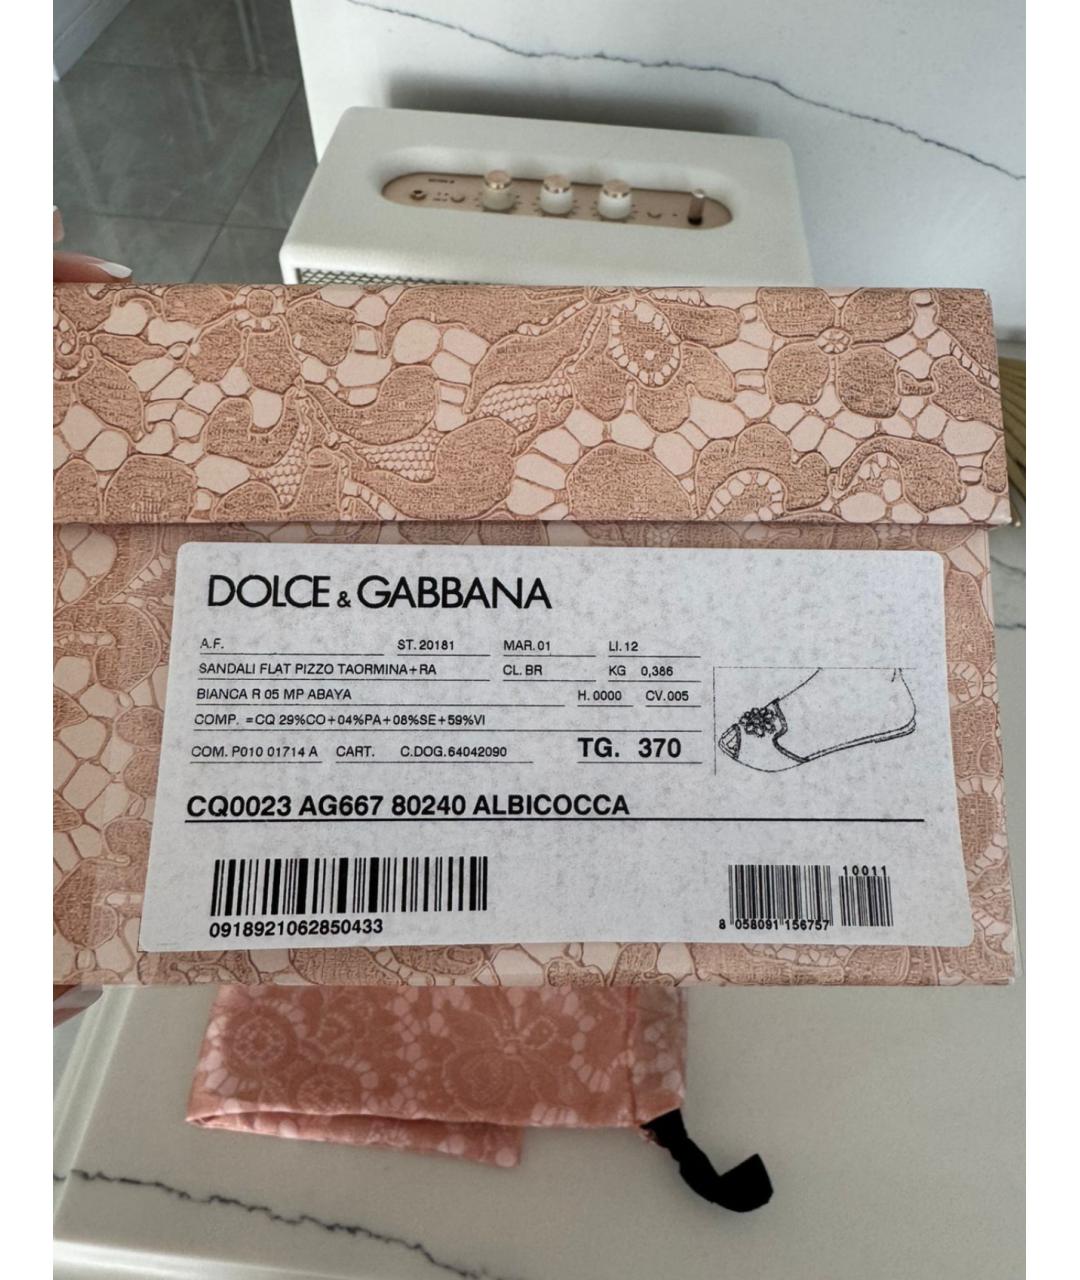 DOLCE & GABBANA
A.F. ST. 20181 MAR. 01 LI. 12
SANDALI FLAT PIZZO TAORMINA+RA CL. BR KG 0,386
BIANCA R 05 MP ABAYA H. 0000 CV. 005
COMP. =CQ 29%CO+04%PA+08%SE+59%VI
COM. P010 01714 A CART. C.DOG. 64042090 TG. 370
CQ0023 AG667 80240 ALBICOCCA
10011
0918921062850433
8 058091 156757